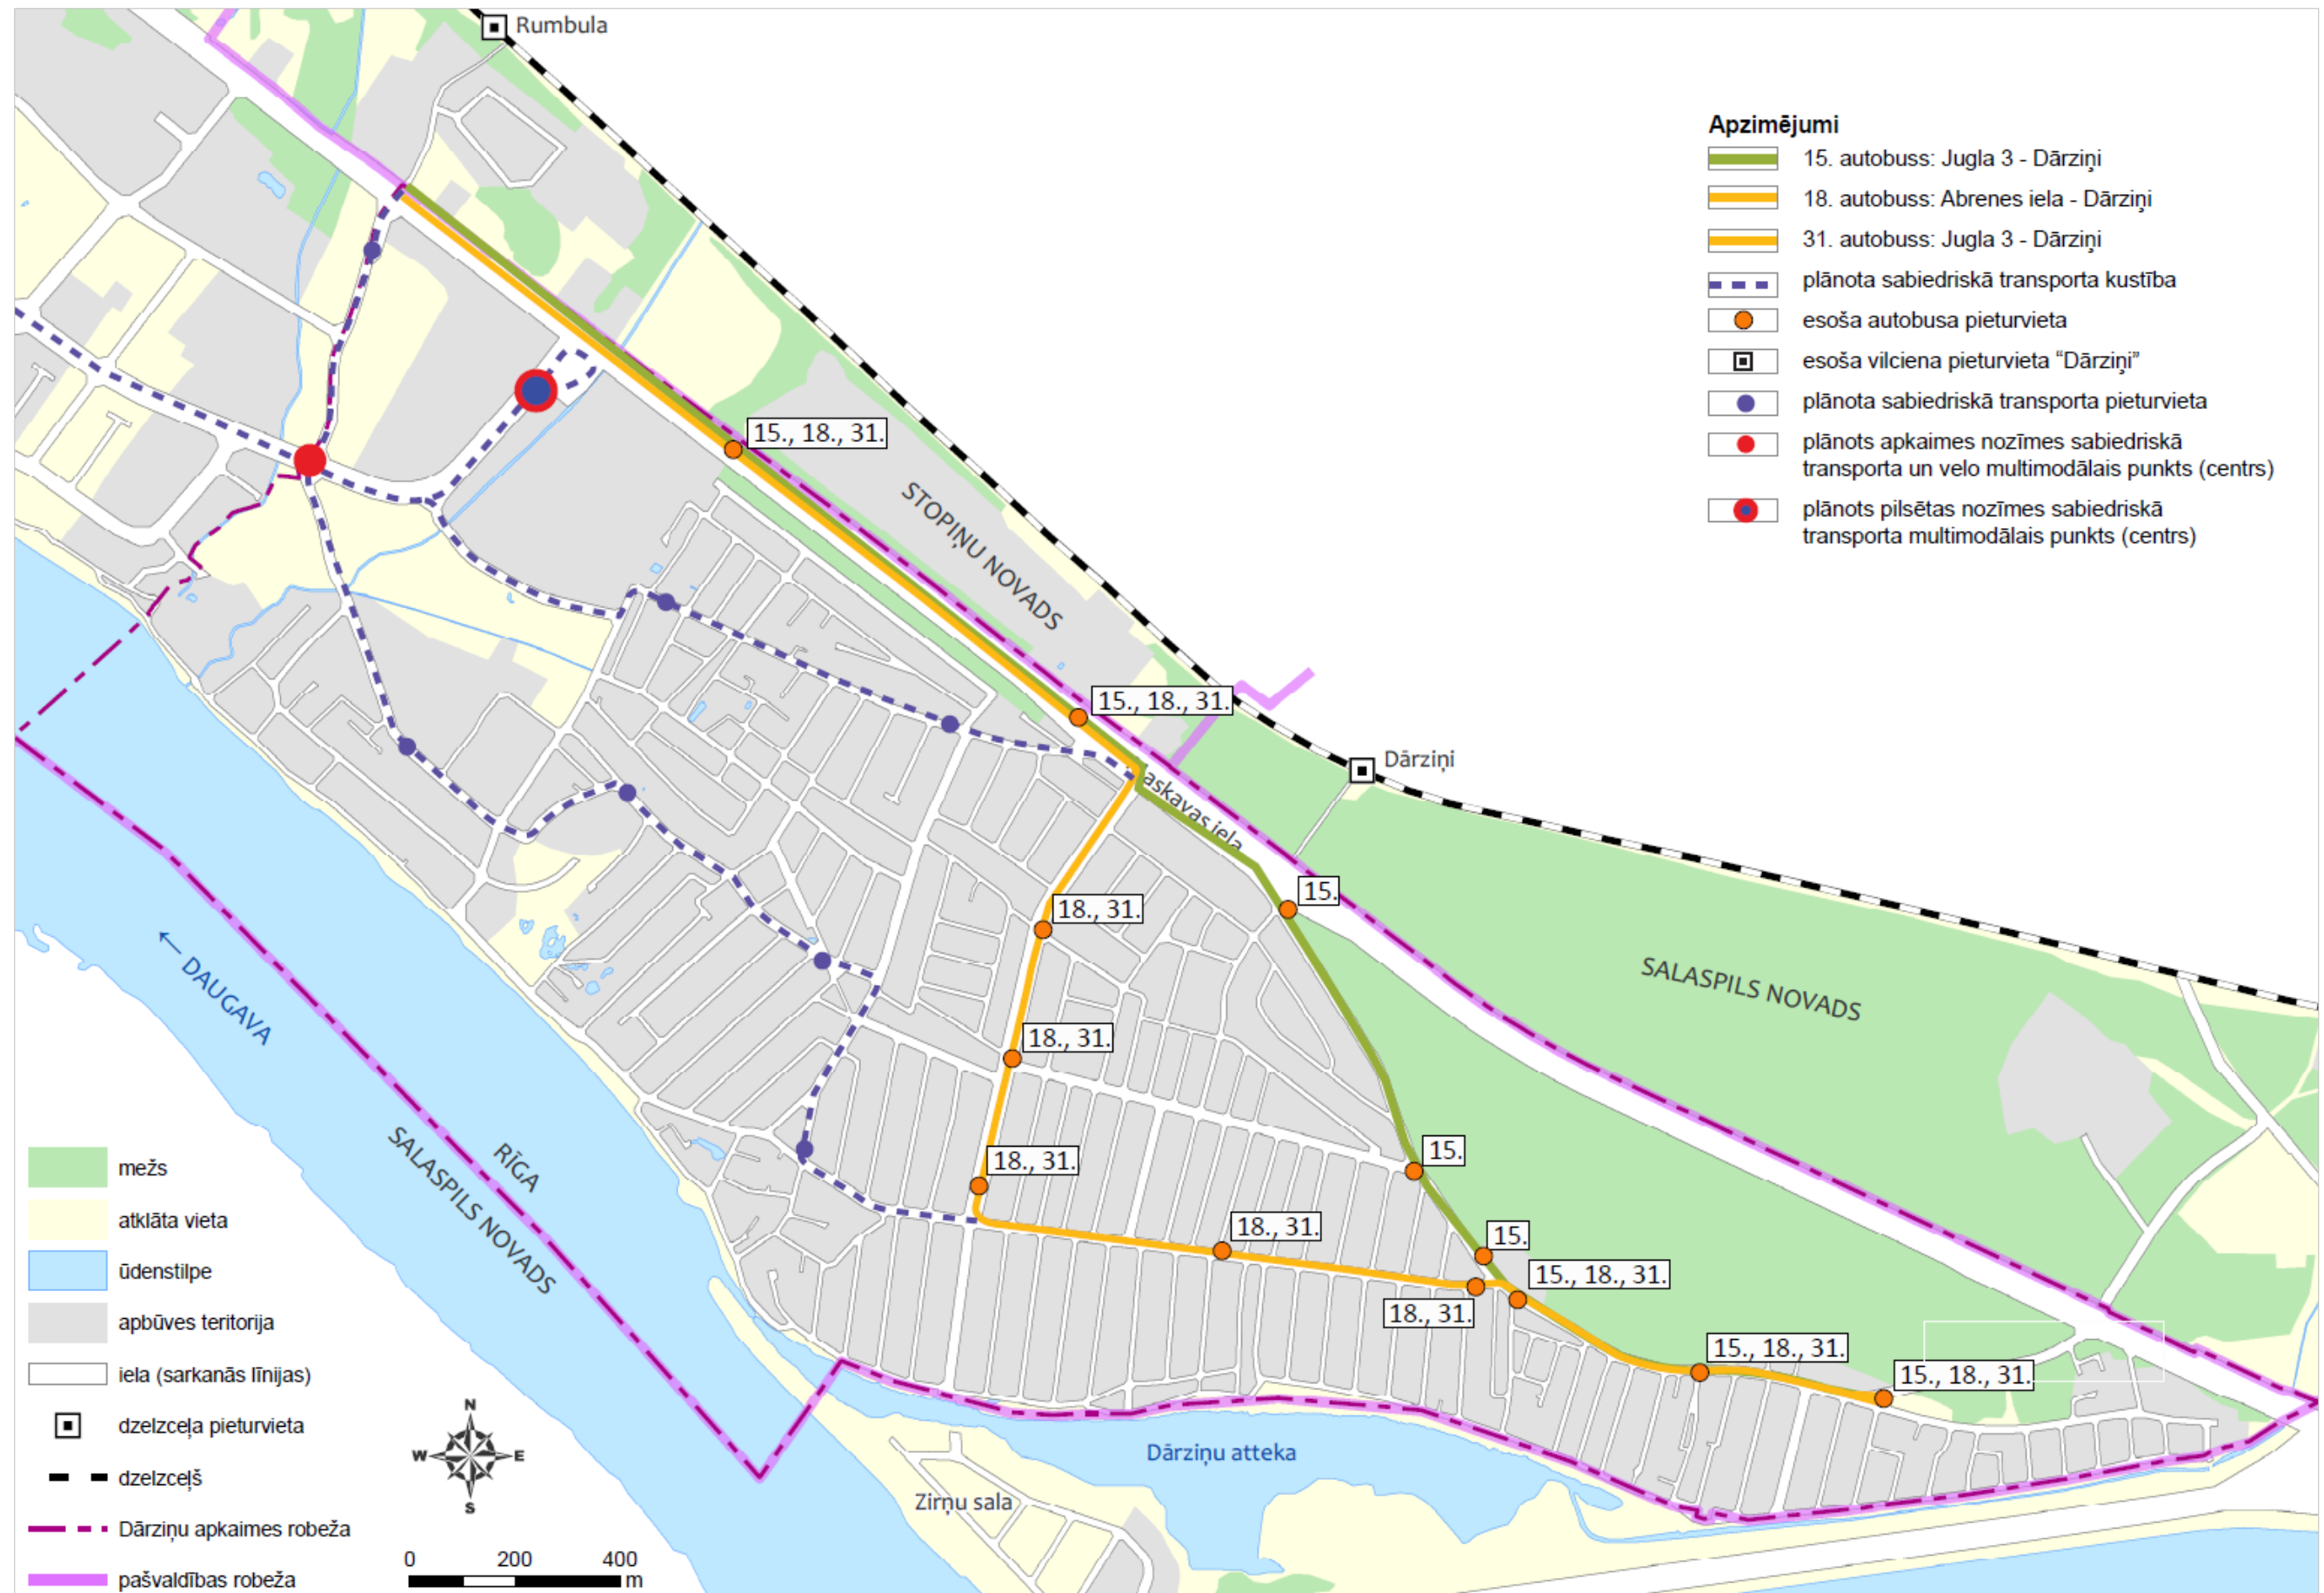 Rumbula
Apzīmējumi
15. autobuss: Jugla 3 - Dārziņi
18. autobuss: Abrenes iela - Dārziņi
31. autobuss: Jugla 3 - Dārziņi
plānota sabiedriskā transporta kustība
esoša autobusa pieturvieta
esoša vilciena pieturvieta “Dārziņi”
plānota sabiedriskā transporta pieturvieta
plānots apkaimes nozīmes sabiedriskā
transporta un velo multimodālais punkts (centrs)
plānots pilsētas nozīmes sabiedriskā
transporta multimodālais punkts (centrs)
15., 18., 31.
STOPIŅU NOVADS
15., 18., 31.
Dārziņi
askavas iela
15.
18., 31.
SALASPILS NOVADS
← DAUGAVA
18., 31.
15.
18., 31.
RĪGA
SALASPILS NOVADS
18., 31.
15.
15., 18., 31.
18., 31.
15., 18., 31.
15., 18., 31.
Dārziņu atteka
Zirņu sala
mežs
atklāta vieta
ūdenstilpe
apbūves teritorija
iela (sarkanās līnijas)
dzelzceļa pieturvieta
dzelzceļš
Dārziņu apkaimes robeža
pašvaldības robeža
N
W E
S
0 200 400
m